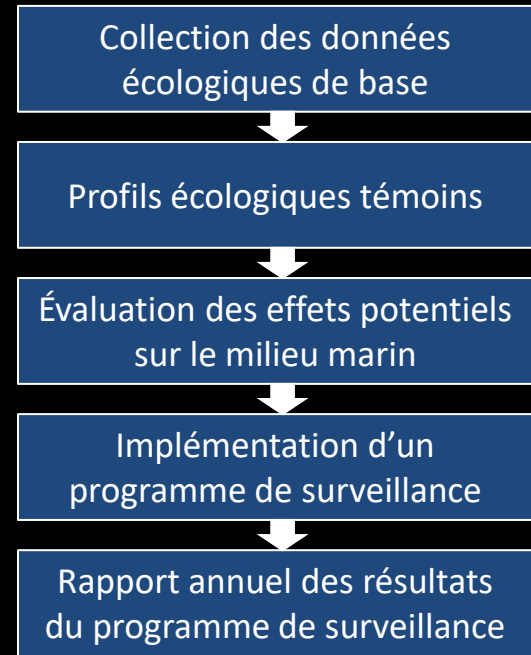 Collection des données
écologiques de base
Profils écologiques témoins
Évaluation des effets potentiels
sur le milieu marin
Implémentation d’un
programme de surveillance
Rapport annuel des résultats
du programme de surveillance